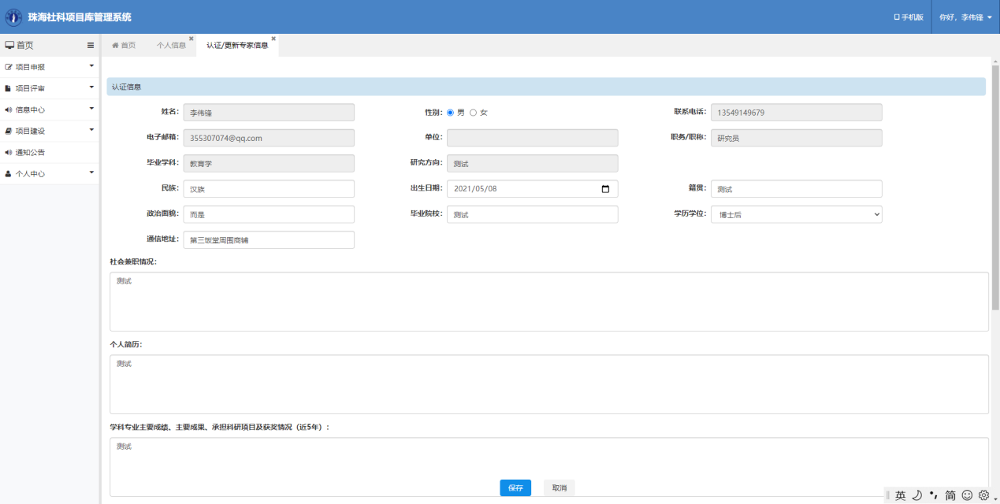 珠海社科项目库管理系统
手机版 你好，李伟锋
首页
首页 个人信息 认证/更新专家信息
项目申报
项目评审
信息中心
项目建设
通知公告
个人中心
认证信息
姓名： 李伟锋 性别： 男 女 联系电话： 13549149679
电子邮箱： 355307074@qq.com 单位： 职务/职称： 研究员
毕业学科： 教育学 研究方向： 测试
民族： 汉族 出生日期： 2021/05/08 籍贯： 测试
政治面貌： 而是 毕业院校： 测试 学历学位： 博士后
通信地址： 第三饭堂周围商铺
社会兼职情况：
测试
个人简历：
测试
学科专业主要成绩、主要成果、承担科研项目及获奖情况（近5年）：
测试
保存 取消
英 简